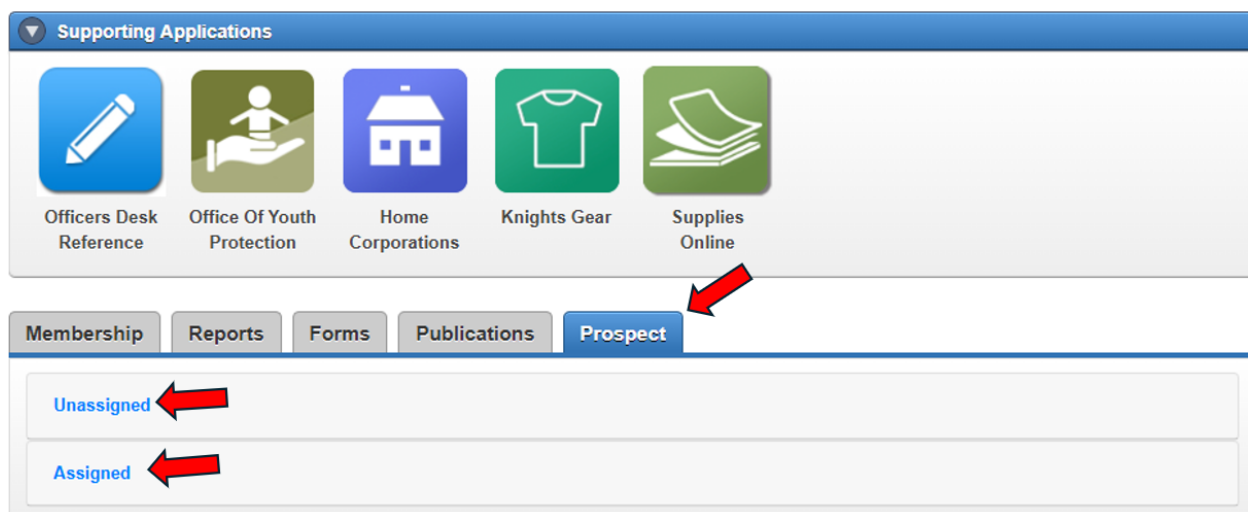 Supporting Applications
Officers Desk
Reference
Office Of Youth
Protection
Home
Corporations
Knights Gear
Supplies
Online
Membership
Reports
Forms
Publications
Prospect
Unassigned
Assigned